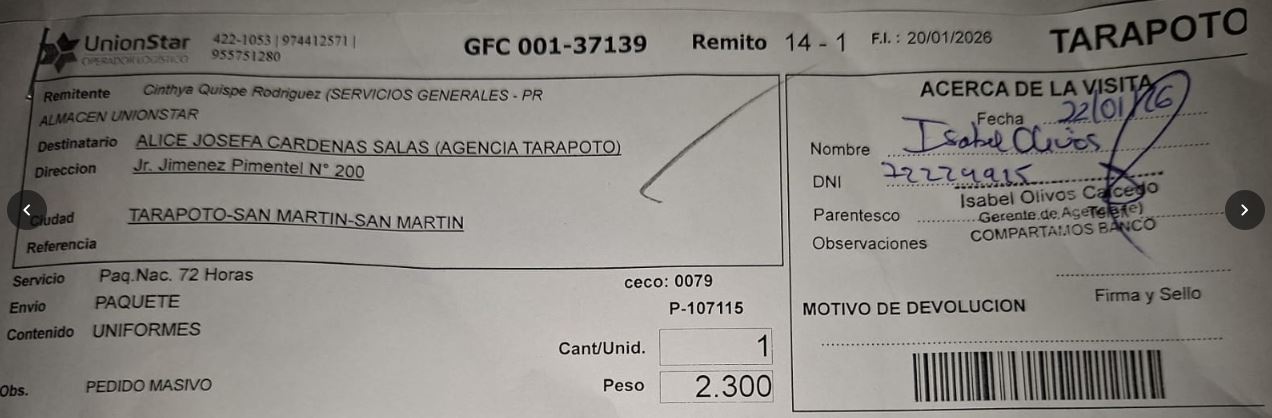 UnionStar
OPERADOR LOGISTICO
422-1053 | 974412571 |
955751280
GFC 001-37139
Remito 14 - 1
F.I. : 20/01/2026
TARAPOTO
Remitente Cinthya Quispe Rodriguez (SERVICIOS GENERALES - PR
ALMACEN UNIONSTAR
Destinatario ALICE JOSEFA CARDENAS SALAS (AGENCIA TARAPOTO)
Direccion Jr. Jimenez Pimentel N° 200
Ciudad TARAPOTO-SAN MARTIN-SAN MARTIN
Referencia
Servicio Paq.Nac. 72 Horas
Envio PAQUETE
Contenido UNIFORMES
Obs. PEDIDO MASIVO
ceco: 0079
P-107115
Cant/Unid. 1
Peso 2.300
ACERCA DE LA VISITA
Fecha 22/01/26
Nombre Isabel Olivos
DNI 72229915
Isabel Olivos Caicedo
Parentesco
Gerente de Agencia
COMPARTAMOS BANCO
Observaciones
Firma y Sello
MOTIVO DE DEVOLUCION